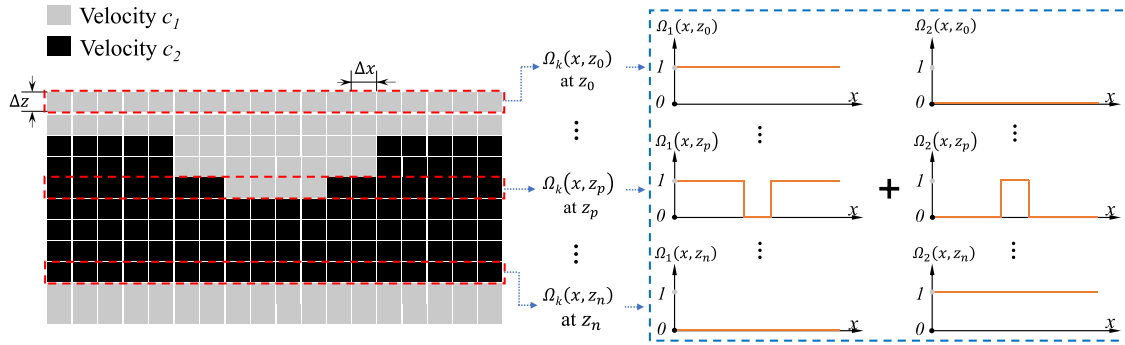 Velocity c₁
Velocity c₂
Δx
Δz
Ωₖ(x, z₀)
at z₀
⋮
Ωₖ(x, zₚ)
at zₚ
⋮
Ωₖ(x, zₙ)
at zₙ
Ω₁(x, z₀)
1
0
x
Ω₂(x, z₀)
1
0
x
⋮
⋮
Ω₁(x, zₚ)
1
0
x
+
Ω₂(x, zₚ)
1
0
x
⋮
⋮
Ω₁(x, zₙ)
1
0
x
Ω₂(x, zₙ)
1
0
x